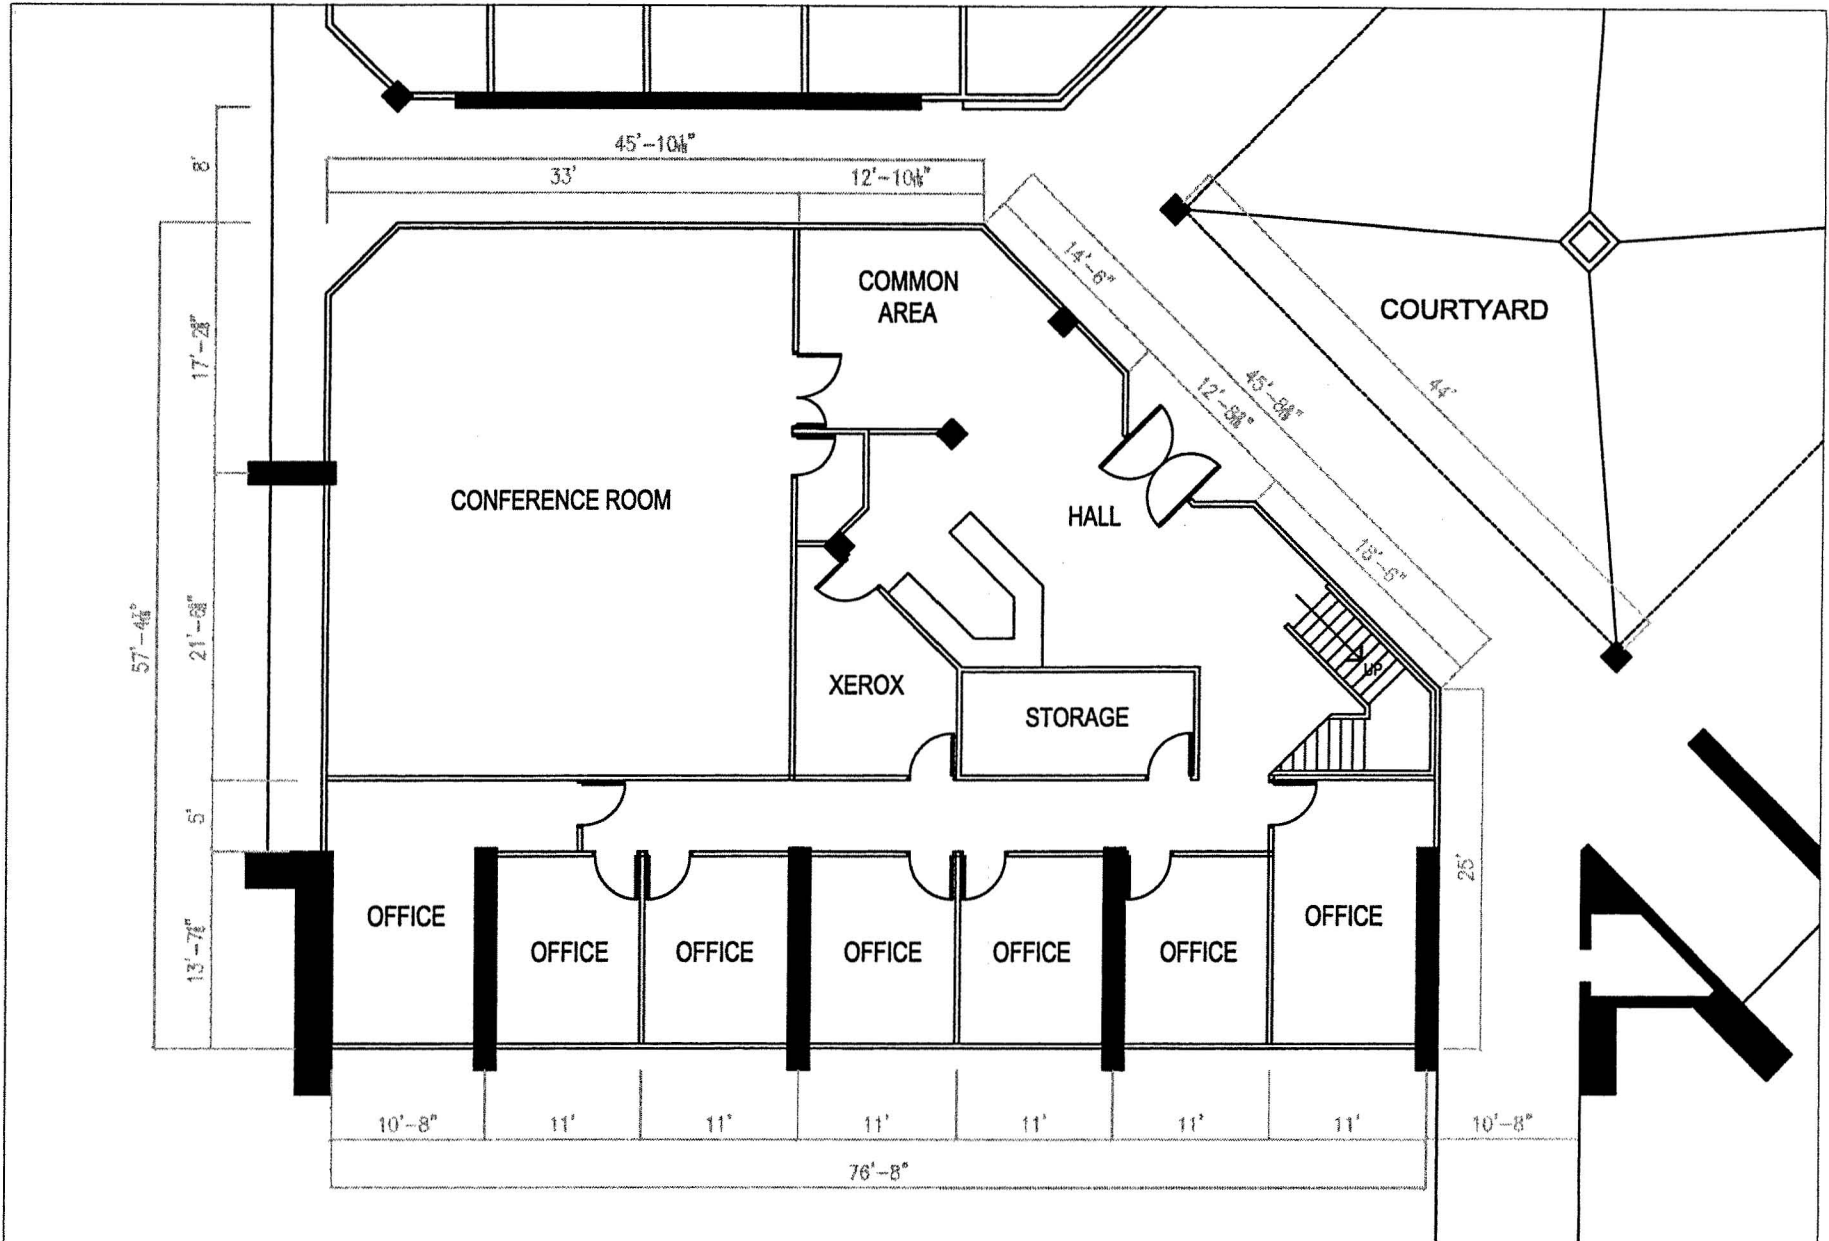 45'-10
8'
33'
12'-10
14'-6"
COMMON
AREA
COURTYARD
17'-2
45'-8
44'
12'-8
CONFERENCE ROOM
HALL
18'-6"
57'-4
21'-6
UP
XEROX
STORAGE
5'
25'
OFFICE
OFFICE
13'-7
OFFICE
OFFICE
OFFICE
OFFICE
OFFICE
10'-8"
11'
11'
11'
11'
11'
11'
10'-8"
76'-8"